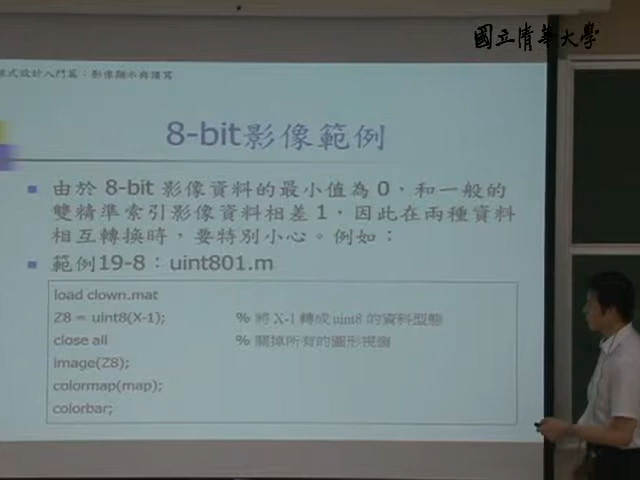 國立清華大學
程式設計入門篇：影像顯示與讀寫
8-bit影像範例
由於 8-bit 影像資料的最小值為 0，和一般的
雙精準索引影像資料相差 1，因此在兩種資料
相互轉換時，要特別小心。例如：
範例19-8：uint801.m
load clown.mat
Z8 = uint8(X-1); % 將 X-1 轉成 uint8 的資料型態
close all % 關掉所有的圖形視窗
image(Z8);
colormap(map);
colorbar;